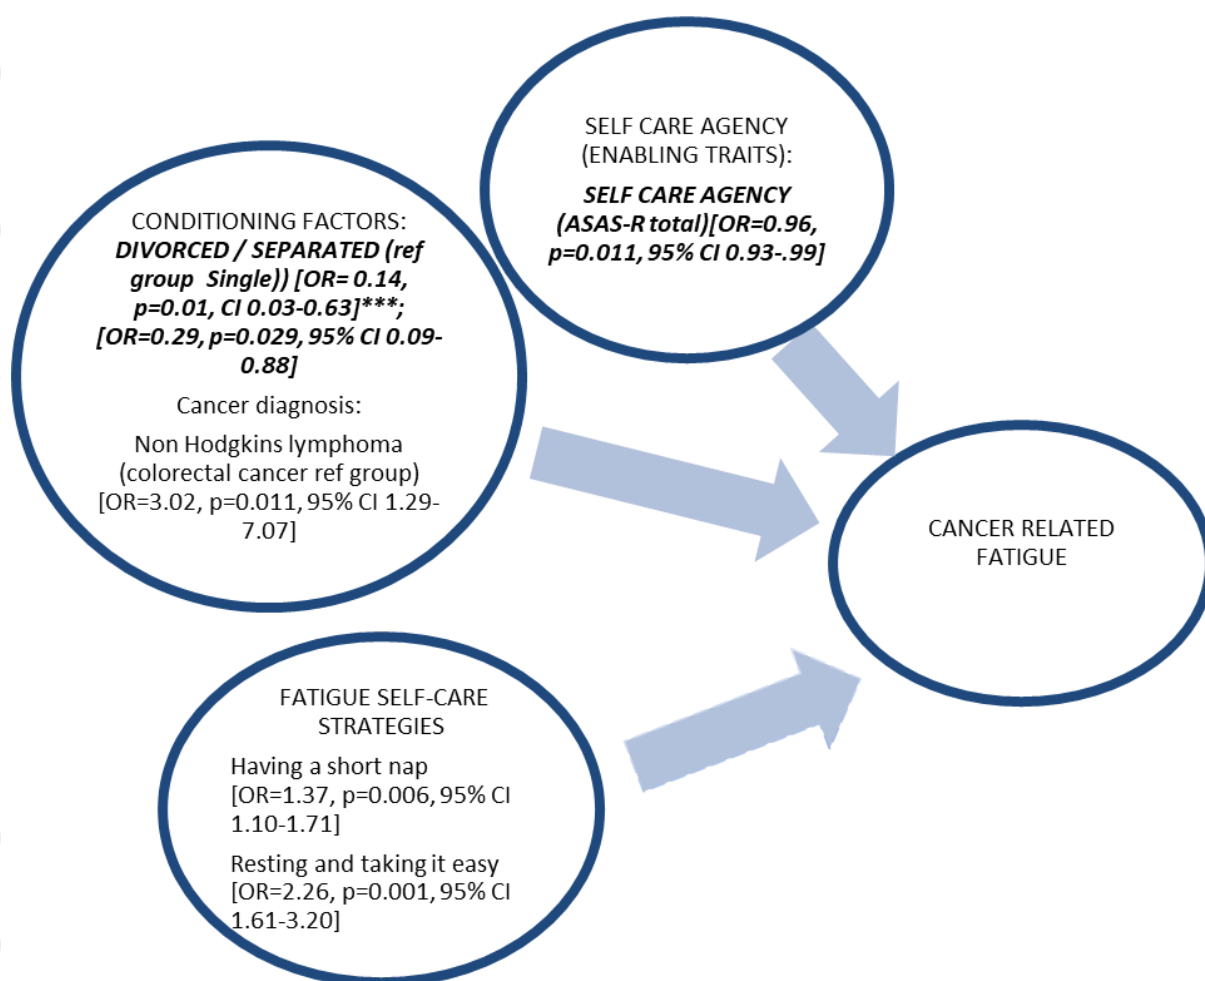 SELF CARE AGENCY
(ENABLING TRAITS):
SELF CARE AGENCY
(ASAS-R total)[OR=0.96,
p=0.011, 95% CI 0.93-.99]
CONDITIONING FACTORS:
DIVORCED / SEPARATED (ref
group Single)) [OR= 0.14,
p=0.01, CI 0.03-0.63]***;
[OR=0.29, p=0.029, 95% CI 0.09-
0.88]
Cancer diagnosis:
Non Hodgkins lymphoma
(colorectal cancer ref group)
[OR=3.02, p=0.011, 95% CI 1.29-
7.07]
CANCER RELATED
FATIGUE
FATIGUE SELF-CARE
STRATEGIES
Having a short nap
[OR=1.37, p=0.006, 95% CI
1.10-1.71]
Resting and taking it easy
[OR=2.26, p=0.001, 95% CI
1.61-3.20]